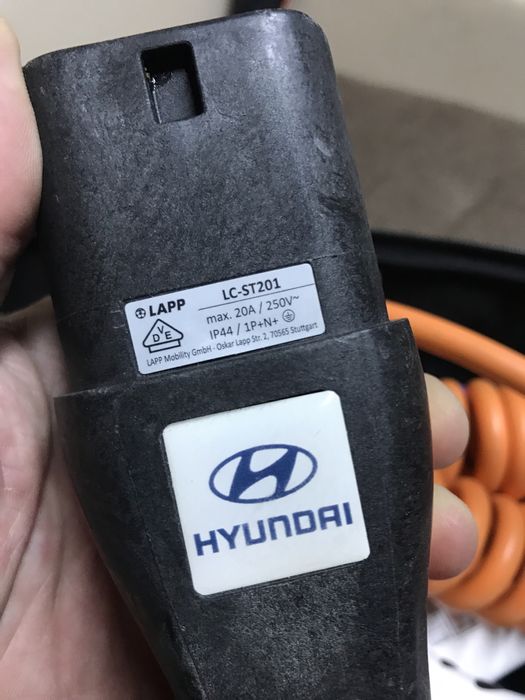 LAPP
LC-ST201
max. 20A / 250V~
IP44 / 1P+N+
VDE
LAPP Mobility GmbH - Oskar Lapp Str. 2, 70565 Stuttgart
HYUNDAI